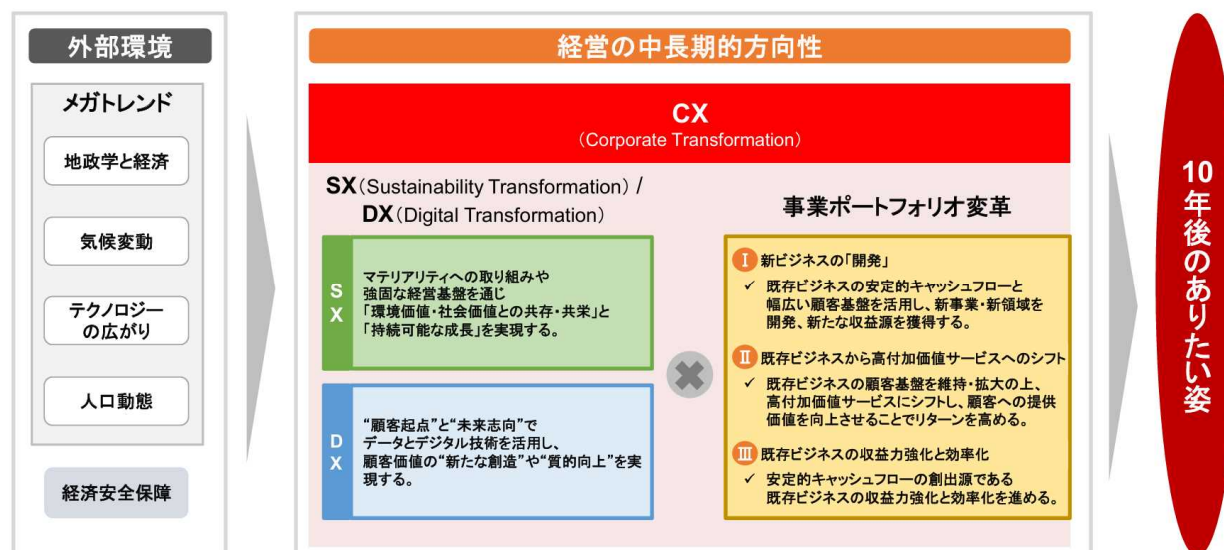 外部環境
メガトレンド
地政学と経済
気候変動
テクノロジー
の広がり
人口動態
経済安全保障
経営の中長期的方向性
CX
（Corporate Transformation）
SX（Sustainability Transformation） /
DX（Digital Transformation）
S
X
マテリアリティへの取り組みや
強固な経営基盤を通じ
「環境価値・社会価値との共存・共栄」と
「持続可能な成長」を実現する。
D
X
“顧客起点”と“未来志向”で
データとデジタル技術を活用し、
顧客価値の“新たな創造”や“質的向上”を実
現する。
事業ポートフォリオ変革
Ⅰ 新ビジネスの「開発」
✓ 既存ビジネスの安定的キャッシュフローと
幅広い顧客基盤を活用し、新事業・新領域を
開発、新たな収益源を獲得する。
Ⅱ 既存ビジネスから高付加価値サービスへのシフト
✓ 既存ビジネスの顧客基盤を維持・拡大の上、
高付加価値サービスにシフトし、顧客への提供
価値を向上させることでリターンを高める。
Ⅲ 既存ビジネスの収益力強化と効率化
✓ 安定的キャッシュフローの創出源である
既存ビジネスの収益力強化と効率化を進める。
10年後のありたい姿